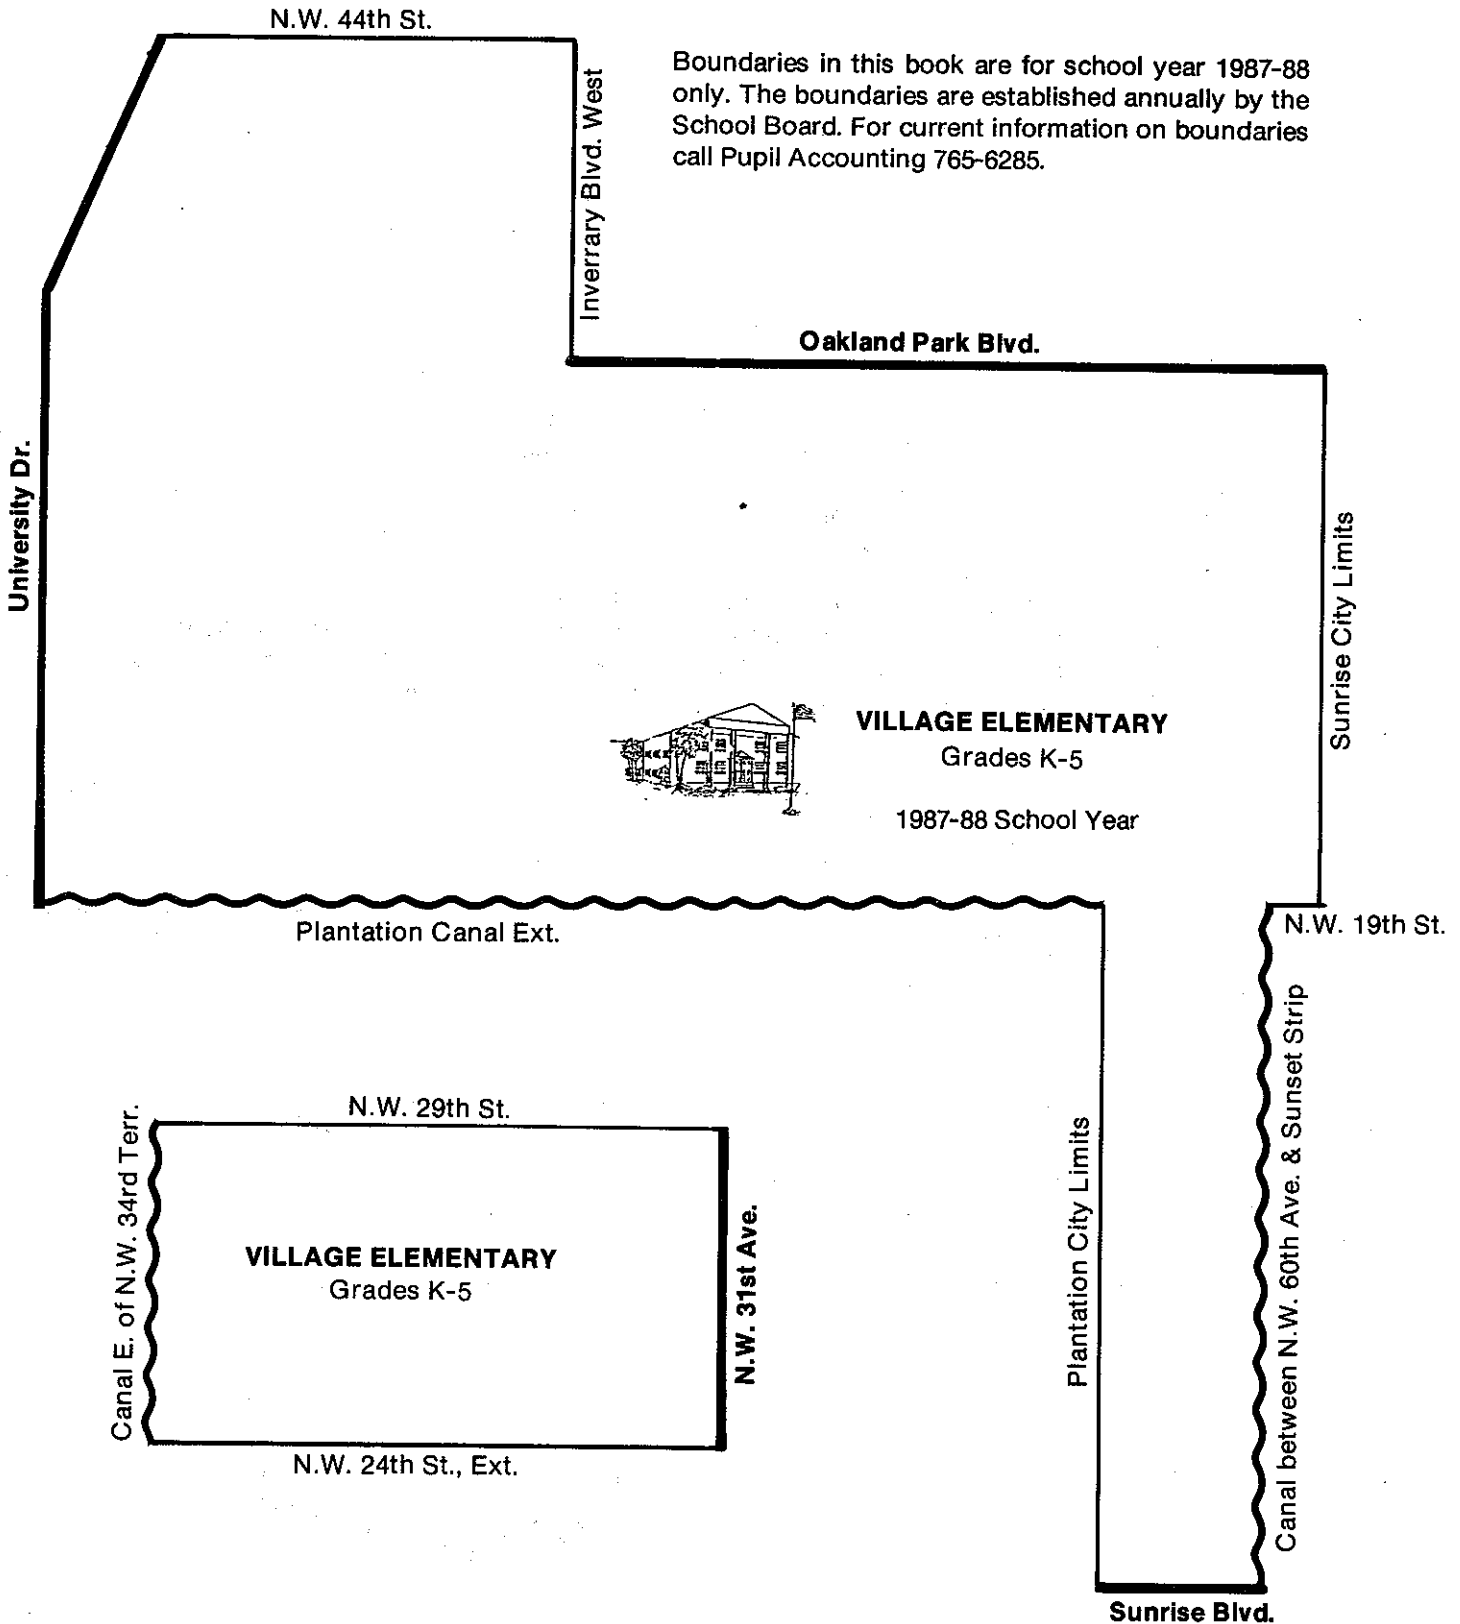 N.W. 44th St.
Boundaries in this book are for school year 1987-88
only. The boundaries are established annually by the
School Board. For current information on boundaries
call Pupil Accounting 765-6285.
Inverrary Blvd. West
Oakland Park Blvd.
University Dr.
Sunrise City Limits
VILLAGE ELEMENTARY
Grades K-5
1987-88 School Year
Plantation Canal Ext.
N.W. 19th St.
Canal between N.W. 60th Ave. & Sunset Strip
Plantation City Limits
N.W. 29th St.
Canal E. of N.W. 34rd Terr.
VILLAGE ELEMENTARY
Grades K-5
N.W. 31st Ave.
N.W. 24th St., Ext.
Sunrise Blvd.